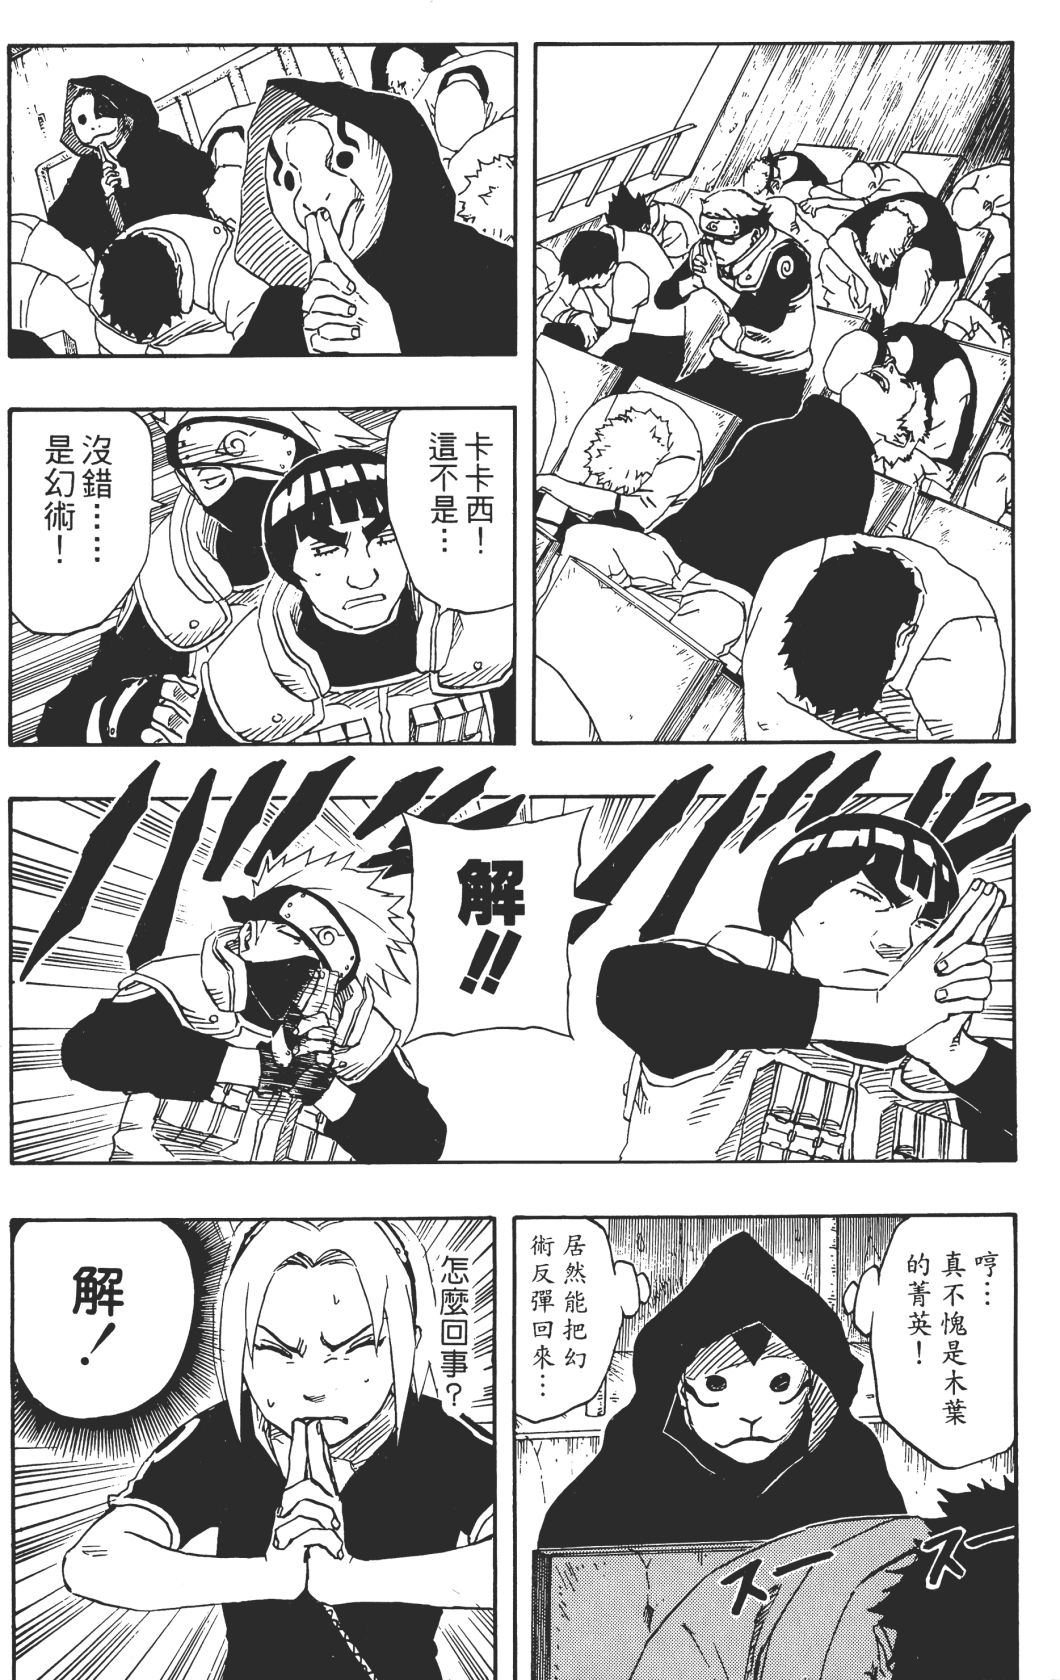 卡卡西！
這不是…
沒錯……
是幻術！
解！！
哼…
真不愧是木葉
的菁英！
居然能把幻
術反彈回來…
スー
スー
怎麼回事？
解！